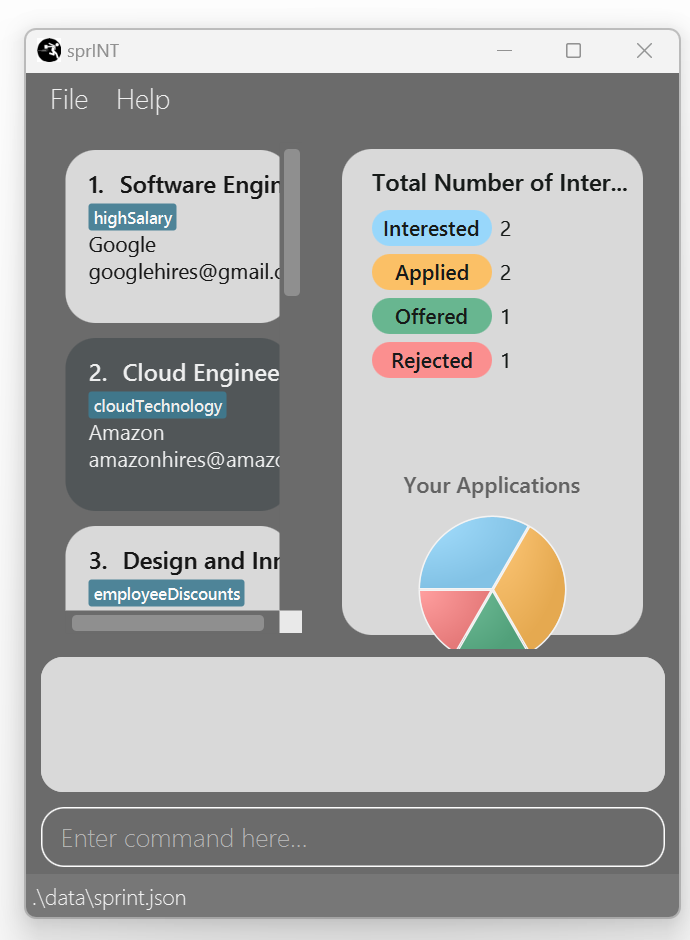 sprINT
File Help
1. Software Engin
highSalary
Google
googlehires@gmail.c
2. Cloud Enginee
cloudTechnology
Amazon
amazonhires@amazo
3. Design and Inn
employeeDiscounts
Total Number of Inter...
Interested 2
Applied 2
Offered 1
Rejected 1
Your Applications
Enter command here...
.\data\sprint.json